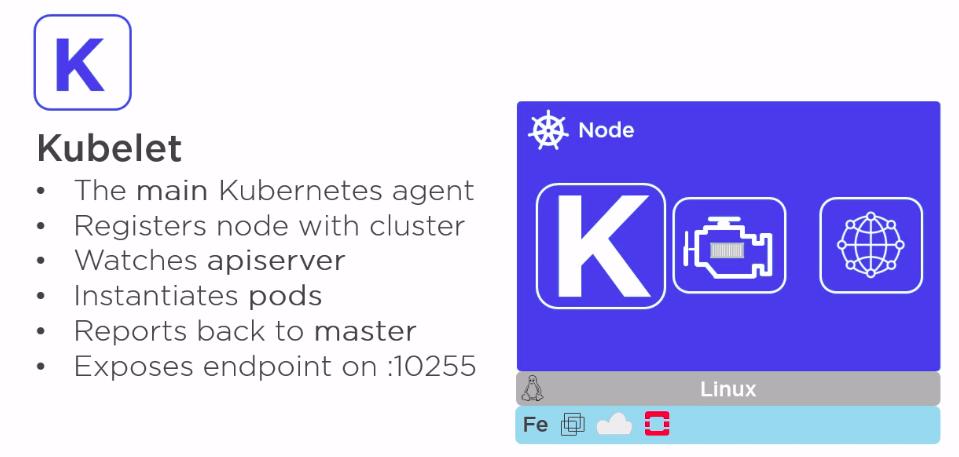 K
Kubelet
• The main Kubernetes agent
• Registers node with cluster
• Watches apiserver
• Instantiates pods
• Reports back to master
• Exposes endpoint on :10255
Node
K
Linux
Fe